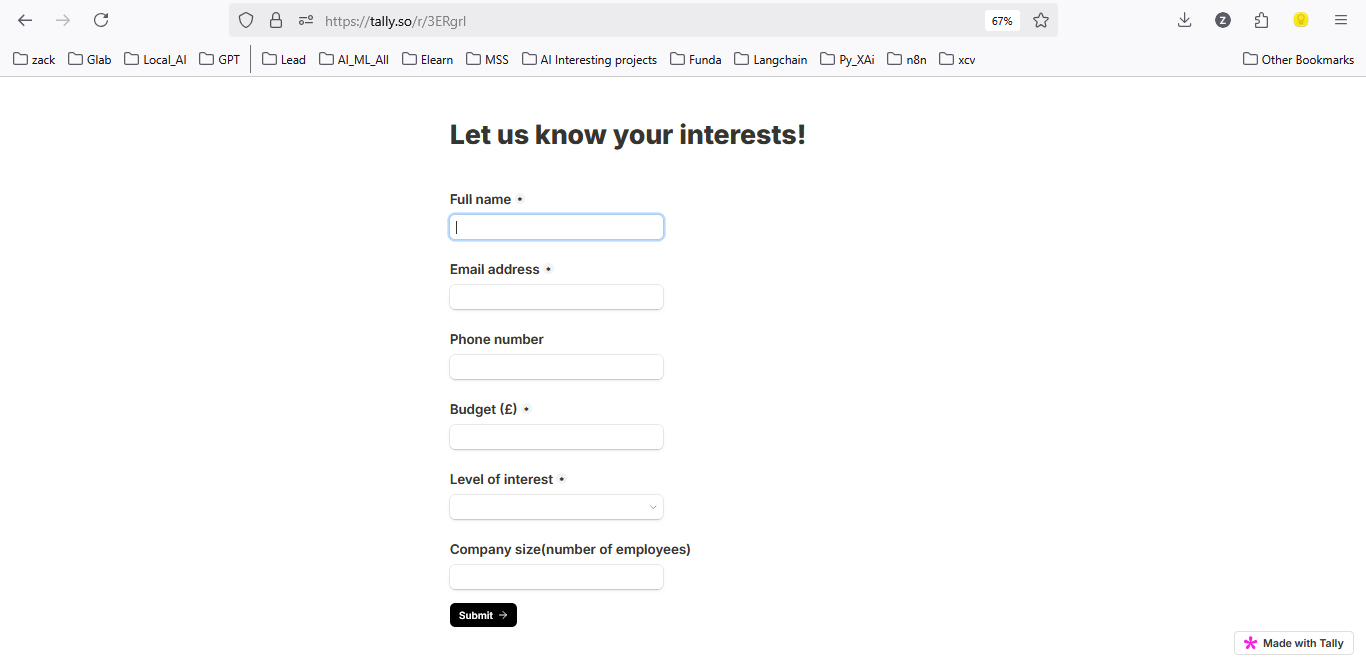 https://tally.so/r/3ERgrl
67%
Z
zack Glab Local_AI GPT Lead AI_ML_All Elearn MSS AI Interesting projects Funda Langchain Py_XAi n8n xcv Other Bookmarks
Let us know your interests!
Full name *
Email address *
Phone number
Budget (£) *
Level of interest *
Company size(number of employees)
Submit →
Made with Tally